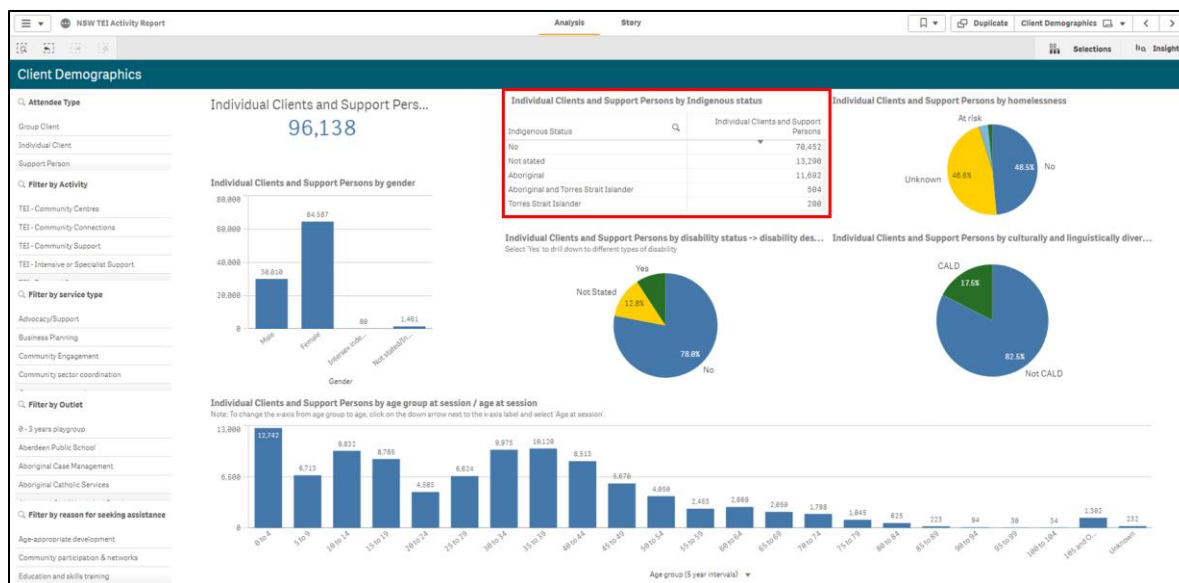 NSW TEI Activity Report
Analysis
Story
Duplicate
Client Demographics
Selections
Insight
Client Demographics
Attendee Type
Group Client
Individual Client
Support Person
Filter by Activity
TEI - Community Centres
TEI - Community Connections
TEI - Community Support
TEI - Intensive or Specialist Support
Filter by service type
Advocacy/Support
Business Planning
Community Engagement
Community sector coordination
Filter by Outlet
0 - 3 years playgroup
Aberdeen Public School
Aboriginal Case Management
Aboriginal Catholic Services
Filter by reason for seeking assistance
Age-appropriate development
Community participation & networks
Education and skills training
Individual Clients and Support Pers...
96,138
Individual Clients and Support Persons by Indigenous status
Indigenous Status
Individual Clients and Support
Persons
No 70,452
Not stated 13,290
Aboriginal 11,692
Aboriginal and Torres Strait Islander 504
Torres Strait Islander 200
Individual Clients and Support Persons by homelessness
At risk
Unknown
46.6%
48.5%
No
Individual Clients and Support Persons by gender
80,000
60,000
40,000
20,000
0
30,010
64,587
80
1,461
Male
Female
Intersex inde...
Not stated/In...
Gender
Individual Clients and Support Persons by disability status -> disability des...
Select 'Yes' to drill down to different types of disability
Yes
Not Stated
12.8%
78.0%
No
Individual Clients and Support Persons by culturally and linguistically diver...
CALD
17.5%
82.5%
Not CALD
Individual Clients and Support Persons by age group at session / age at session
Note: To change the x-axis from age group to age, click on the down arrow next to the x-axis label and select 'Age at session'.
13,000
6,500
0
12,742
6,713
8,765
4,583
6,624
9,975
10,120
8,513
5,670
4,050
2,453
2,669
2,059
1,798
1,045
625
223
94
30
34
1,302
232
0 to 4
5 to 9
10 to 14
15 to 19
20 to 24
25 to 29
30 to 34
35 to 39
40 to 44
45 to 49
50 to 54
55 to 59
60 to 64
65 to 69
70 to 74
75 to 79
80 to 84
85 to 89
90 to 94
95 to 99
100 to 104
105 and O...
Unknown
Age group (5 year intervals)